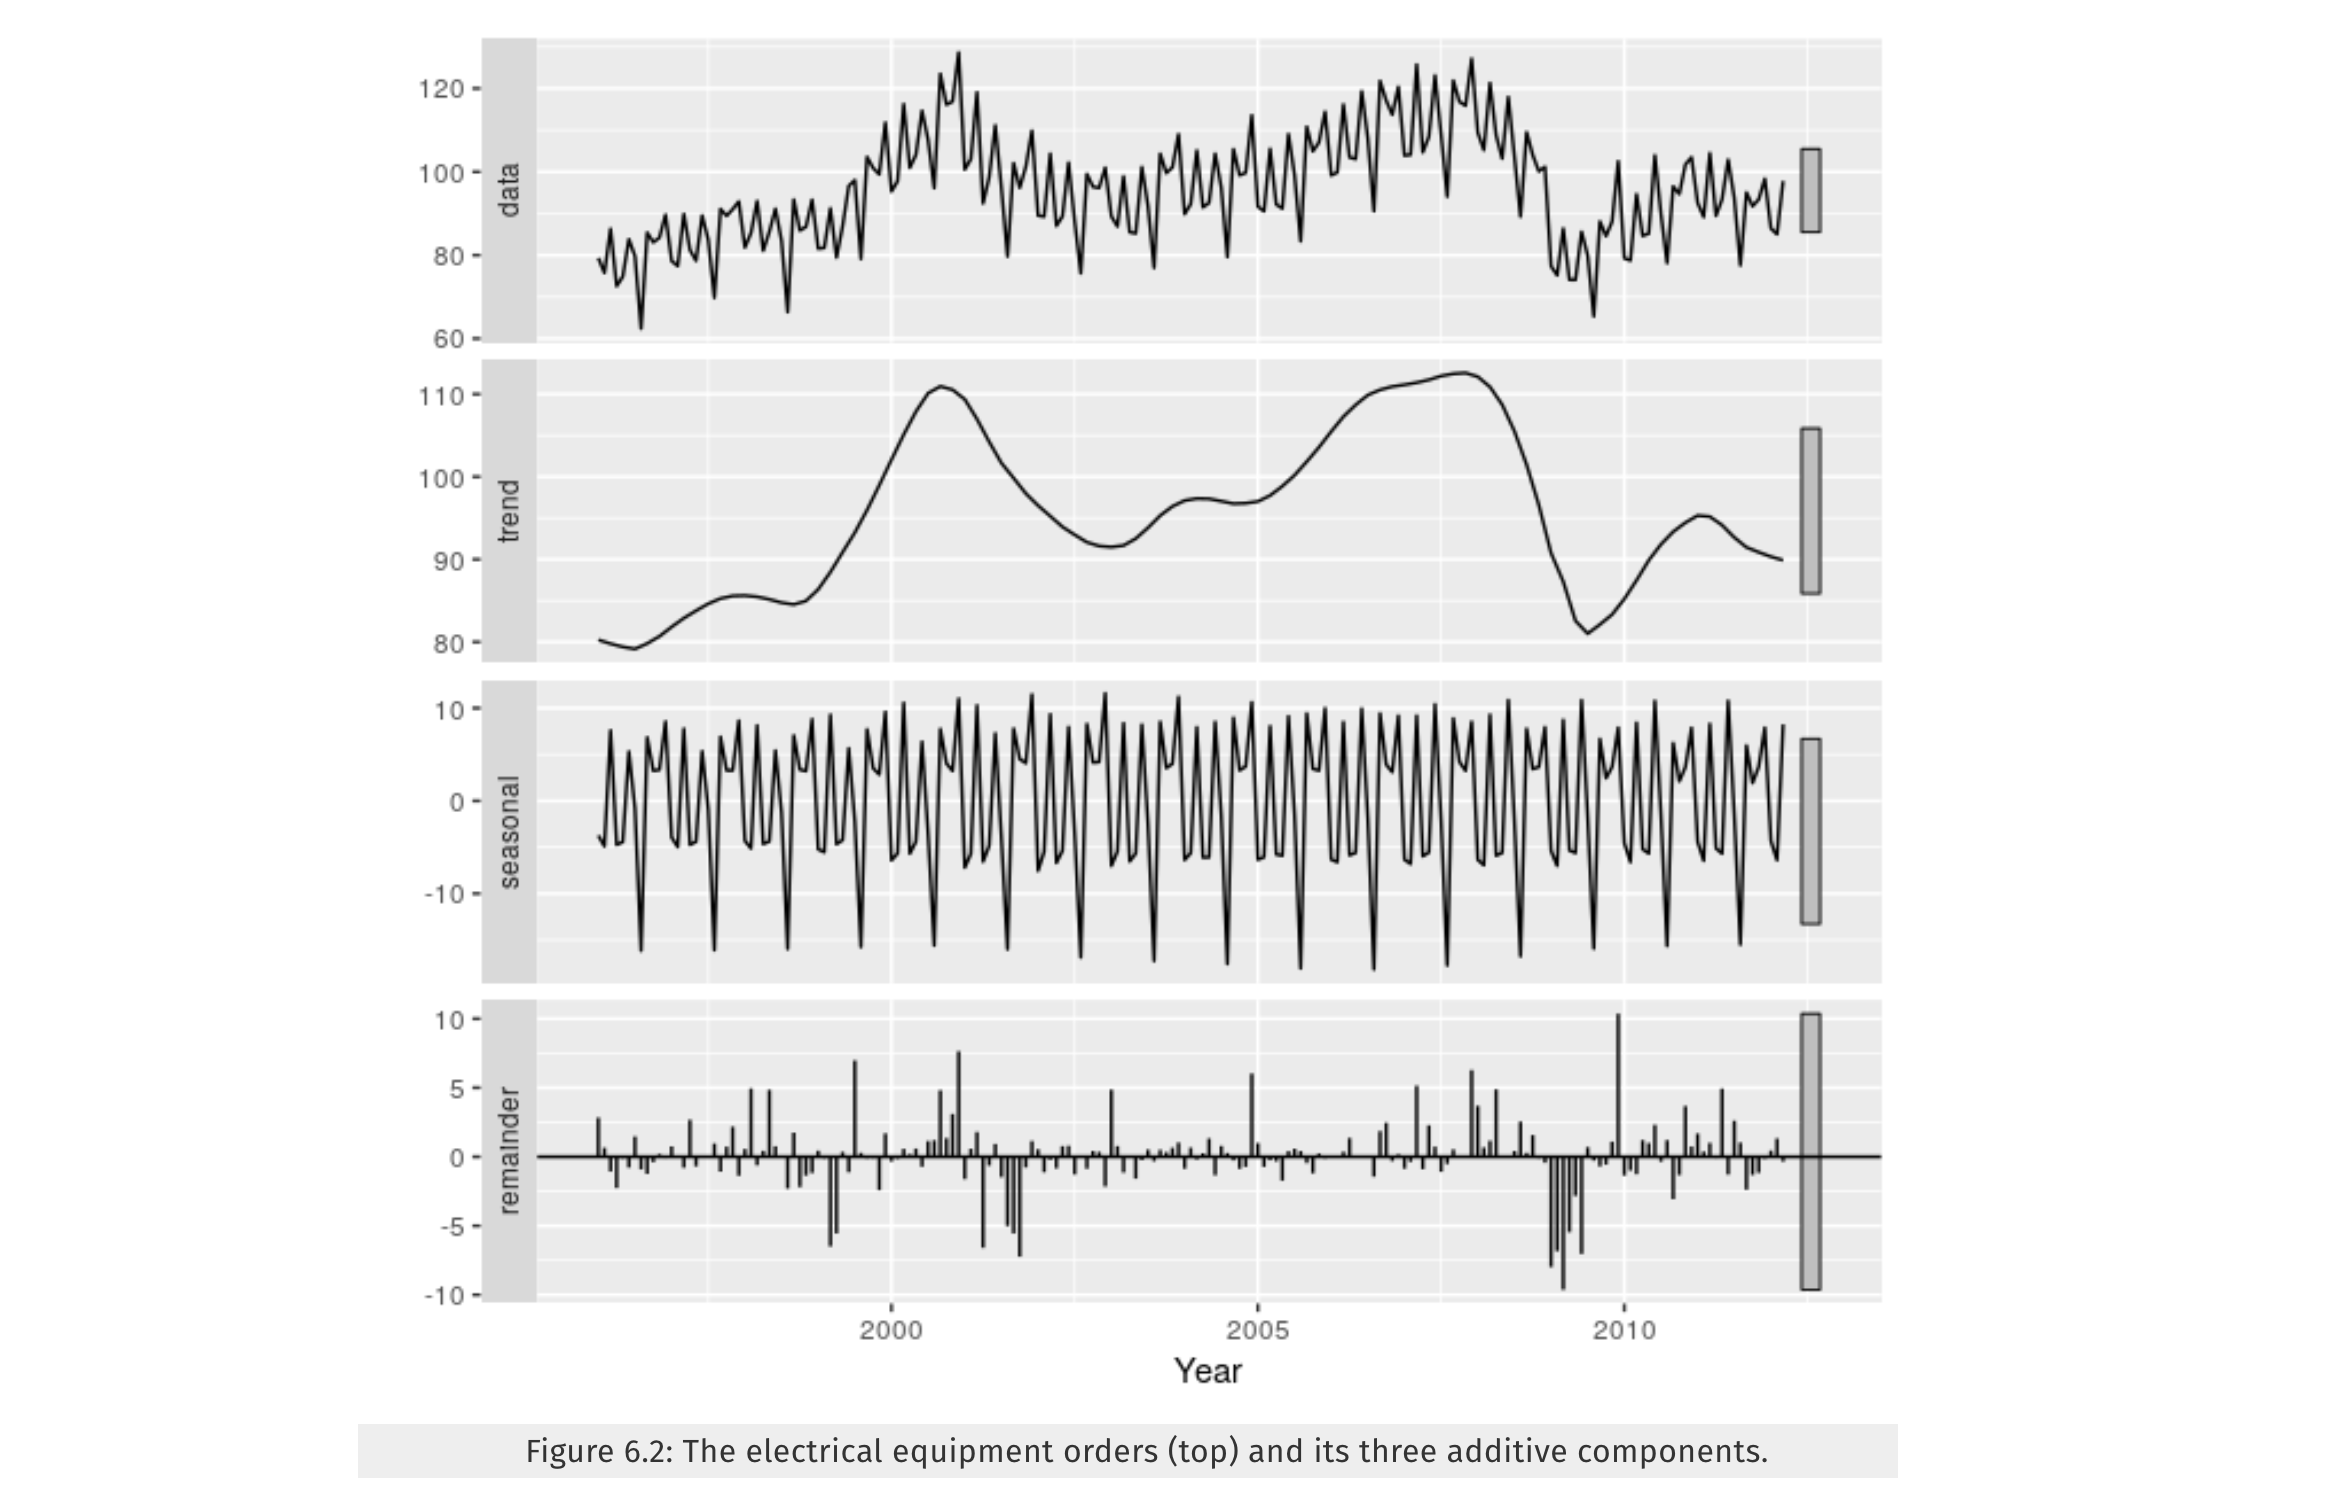 120
100
80
60
data
110
100
90
80
trend
10
0
-10
seasonal
10
5
0
-5
-10
remainder
2000 2005 2010
Year
Figure 6.2: The electrical equipment orders (top) and its three additive components.